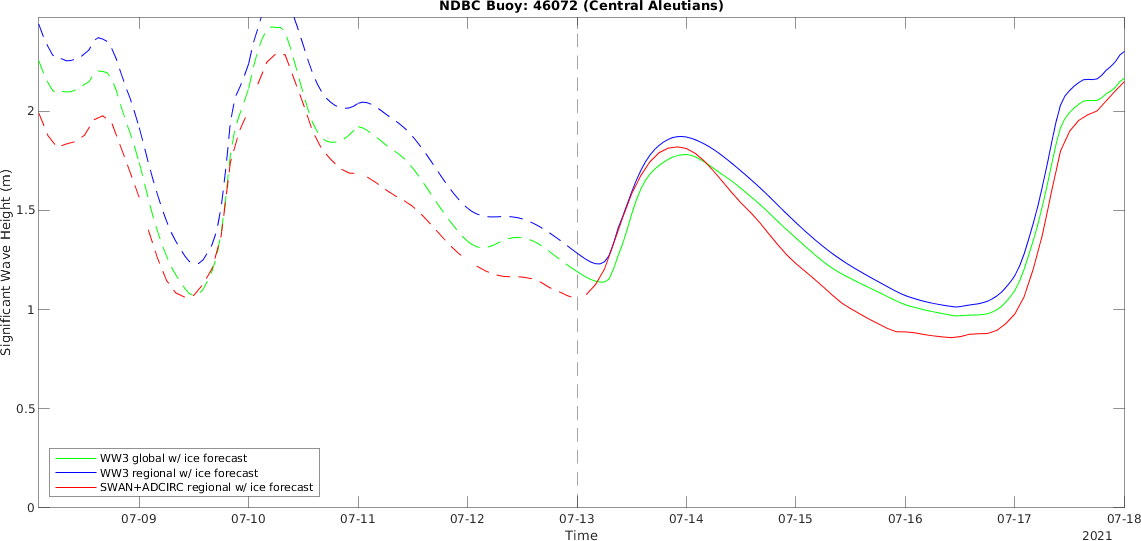 NDBC Buoy: 46072 (Central Aleutians)
Significant Wave Height (m)
2
1.5
1
0.5
0
WW3 global w/ ice forecast
WW3 regional w/ ice forecast
SWAN+ADCIRC regional w/ ice forecast
07-09 07-10 07-11 07-12 07-13 07-14 07-15 07-16 07-17 07-18
Time
2021